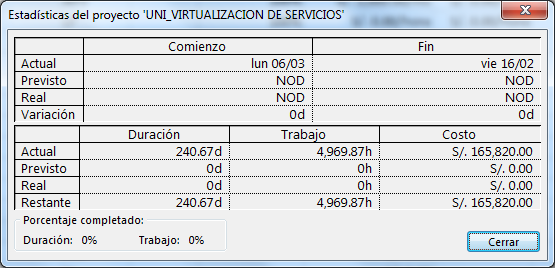 Estadísticas del proyecto 'UNI_VIRTUALIZACION DE SERVICIOS'
Comienzo Fin
Actual lun 06/03 vie 16/02
Previsto NOD NOD
Real NOD NOD
Variación 0d 0d
Duración Trabajo Costo
Actual 240.67d 4,969.87h S/. 165,820.00
Previsto 0d 0h S/. 0.00
Real 0d 0h S/. 0.00
Restante 240.67d 4,969.87h S/. 165,820.00
Porcentaje completado:
Duración: 0% Trabajo: 0%
Cerrar